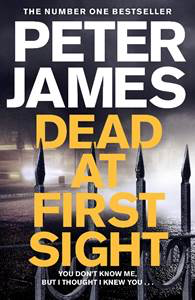 THE NUMBER ONE BESTSELLER
PETER
JAMES
DEAD
AT
FIRST
SIGHT
YOU DON'T KNOW ME,
BUT I THOUGHT I KNEW YOU . . .